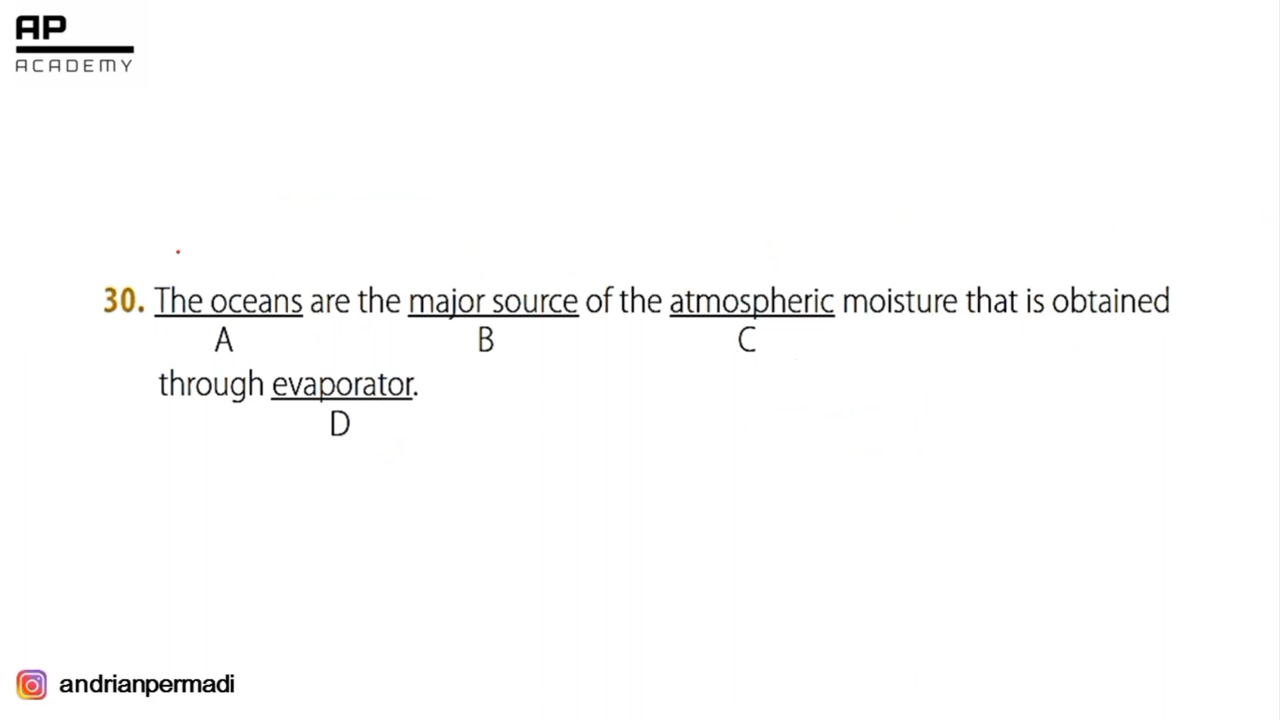 AP
ACADEMY
30. The oceans are the major source of the atmospheric moisture that is obtained
A B C
through evaporator.
D
andrianpermadi